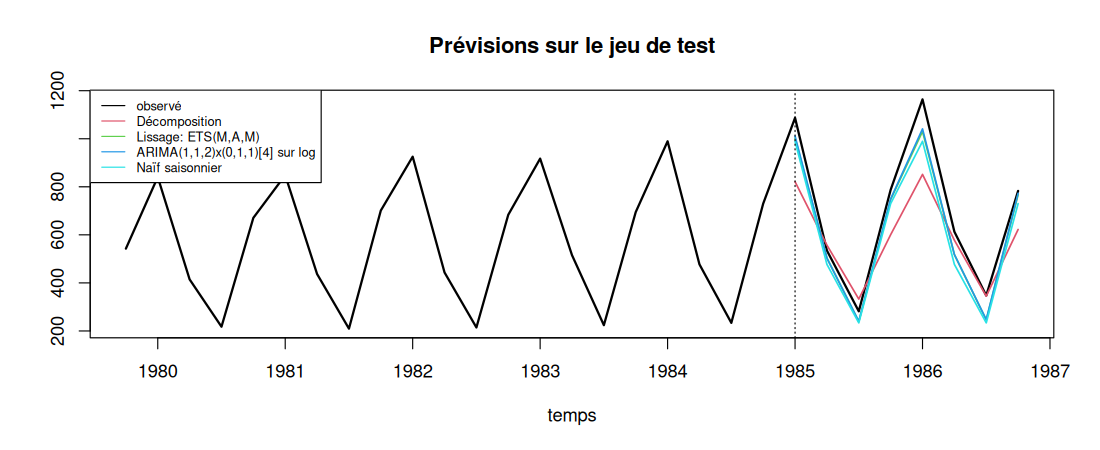 Prévisions sur le jeu de test
observé
Décomposition
Lissage: ETS(M,A,M)
ARIMA(1,1,2)x(0,1,1)[4] sur log
Naïf saisonnier
1200
800
600
400
200
1980 1981 1982 1983 1984 1985 1986 1987
temps